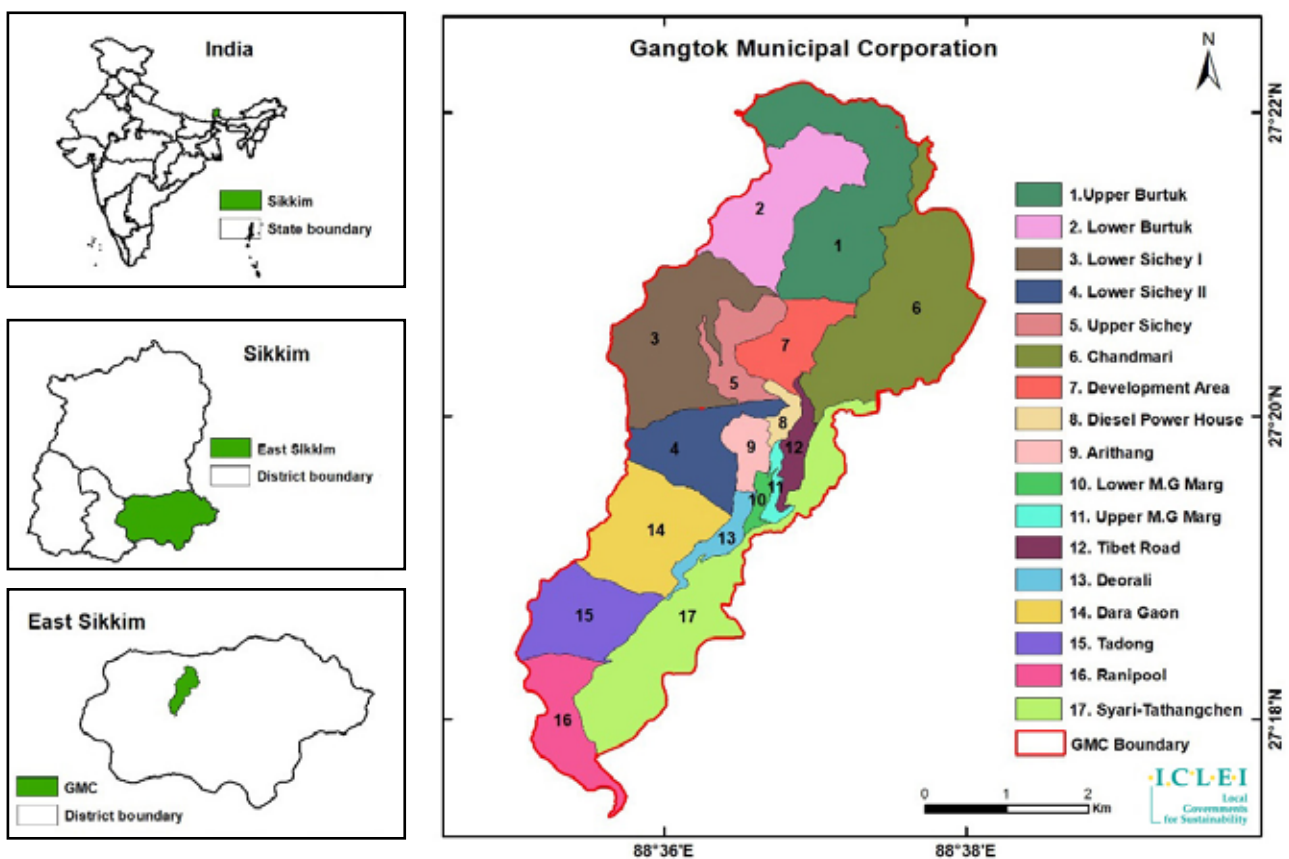 India
Sikkim
State boundary
Sikkim
East Sikkim
District boundary
East Sikkim
GMC
District boundary
Gangtok Municipal Corporation
N
27°22'N
27°20'N
27°18'N
88°36'E
88°38'E
1
2
3
4
5
6
7
8
9
10
11
12
13
14
15
16
17
1.Upper Burtuk
2. Lower Burtuk
3. Lower Sichey I
4. Lower Sichey II
5. Upper Sichey
6. Chandmari
7. Development Area
8. Diesel Power House
9. Arithang
10. Lower M.G Marg
11. Upper M.G Marg
12. Tibet Road
13. Deorali
14. Dara Gaon
15. Tadong
16. Ranipool
17. Syari-Tathangchen
GMC Boundary
0 1 2
Km
·I.C·L·E·I
Local
Governments
for Sustainability